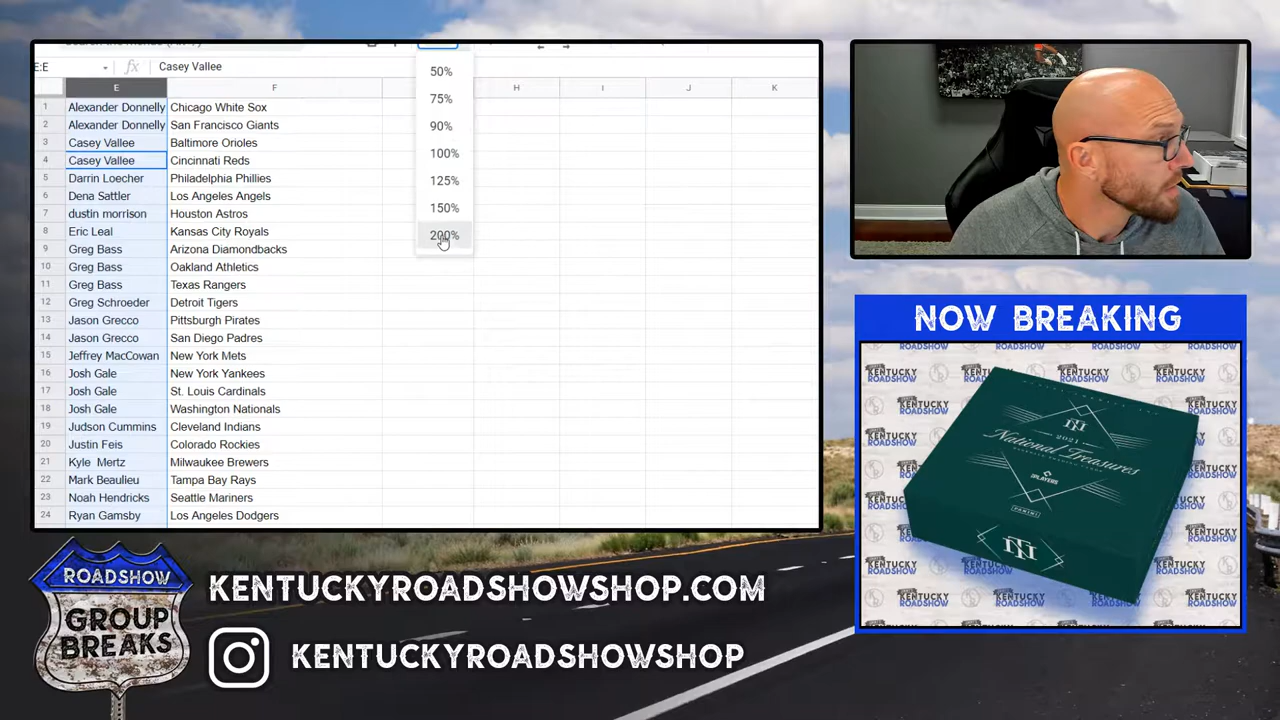 E:E fx Casey Vallee
E H I J K
1 Alexander Donnelly Chicago White Sox
2 Alexander Donnelly San Francisco Giants
3 Casey Vallee Baltimore Orioles
4 Casey Vallee Cincinnati Reds
5 Darrin Loecher Philadelphia Phillies
6 Dena Sattler Los Angeles Angels
7 dustin morrison Houston Astros
8 Eric Leal Kansas City Royals
9 Greg Bass Arizona Diamondbacks
10 Greg Bass Oakland Athletics
11 Greg Bass Texas Rangers
12 Greg Schroeder Detroit Tigers
13 Jason Grecco Pittsburgh Pirates
14 Jason Grecco San Diego Padres
15 Jeffrey MacCowan New York Mets
16 Josh Gale New York Yankees
17 Josh Gale St. Louis Cardinals
18 Josh Gale Washington Nationals
19 Judson Cummins Cleveland Indians
20 Justin Feis Colorado Rockies
21 Kyle Mertz Milwaukee Brewers
22 Mark Beaulieu Tampa Bay Rays
23 Noah Hendricks Seattle Mariners
24 Ryan Gamsby Los Angeles Dodgers
50%
75%
90%
100%
125%
150%
200%
NOW BREAKING
KENTUCKY
ROADSHOW
2021
National Treasures
PLAYERS
PANINI
ROADSHOW
GROUP
BREAKS
KENTUCKYROADSHOWSHOP.COM
KENTUCKYROADSHOWSHOP